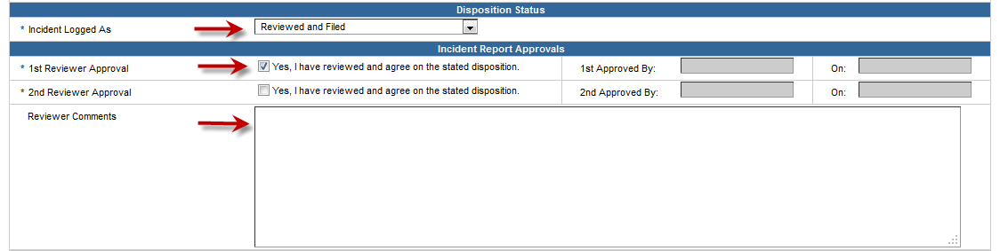 Disposition Status
* Incident Logged As Reviewed and Filed
Incident Report Approvals
* 1st Reviewer Approval Yes, I have reviewed and agree on the stated disposition. 1st Approved By: On:
* 2nd Reviewer Approval Yes, I have reviewed and agree on the stated disposition. 2nd Approved By: On:
Reviewer Comments